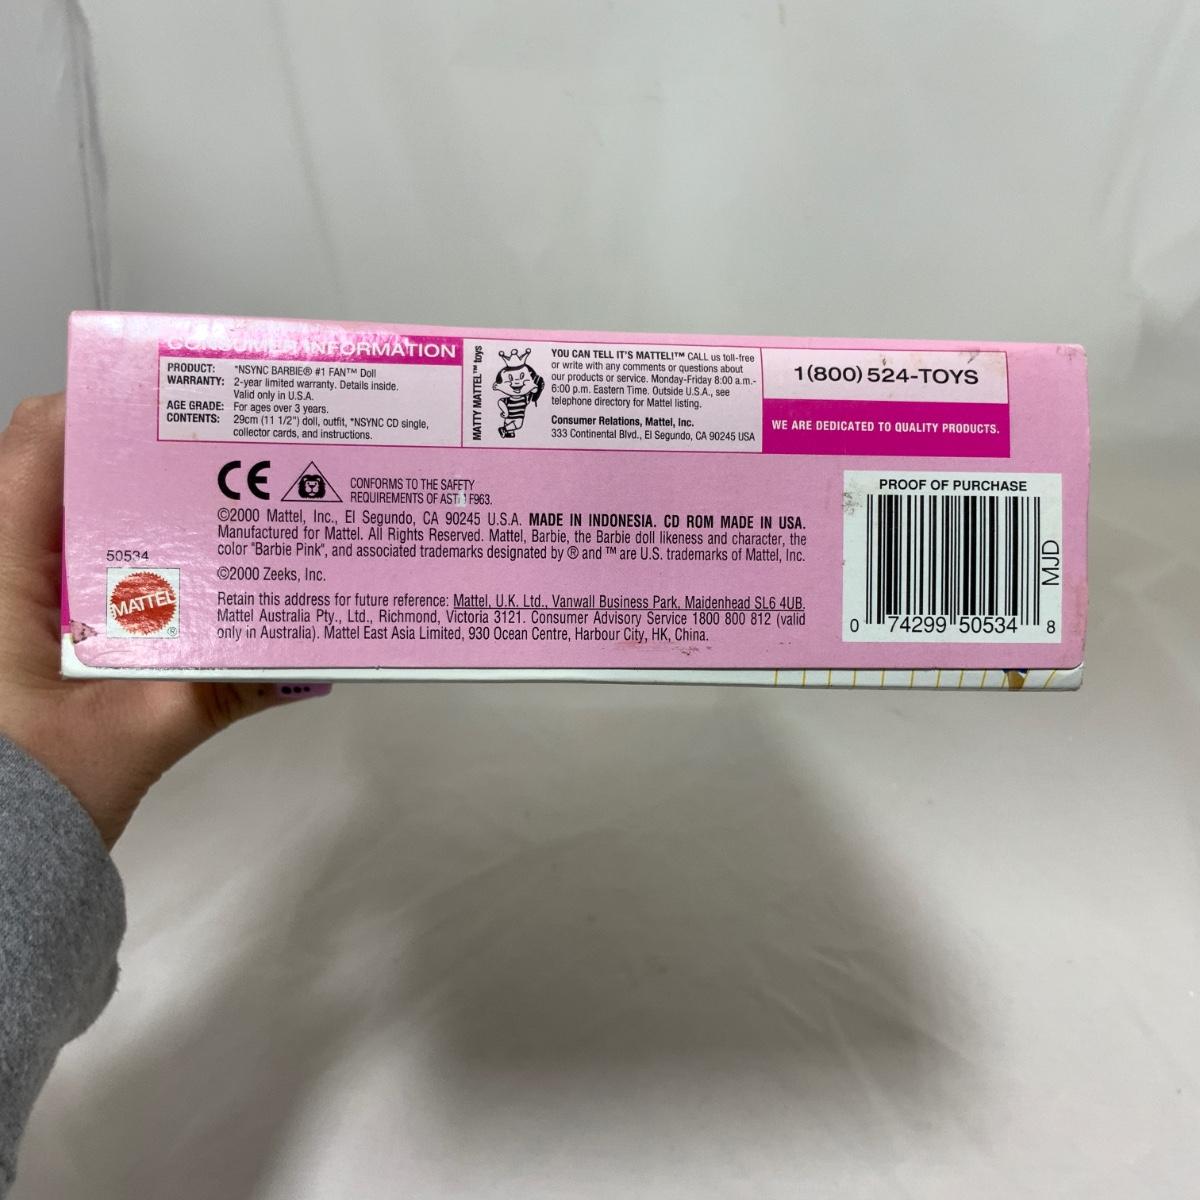 CONSUMER INFORMATION
PRODUCT: *NSYNC BARBIE® #1 FAN™ Doll
WARRANTY: 2-year limited warranty. Details inside.
Valid only in U.S.A.
AGE GRADE: For ages over 3 years.
CONTENTS: 29cm (11 1/2") doll, outfit, *NSYNC CD single,
collector cards, and instructions.
MATTY MATTEL™ toys
YOU CAN TELL IT'S MATTEL!™ CALL us toll-free
or write with any comments or questions about
our products or service. Monday-Friday 8:00 a.m.-
6:00 p.m. Eastern Time. Outside U.S.A., see
telephone directory for Mattel listing.
Consumer Relations, Mattel, Inc.
333 Continental Blvd., El Segundo, CA 90245 USA
1(800) 524-TOYS
WE ARE DEDICATED TO QUALITY PRODUCTS.
CE
CONFORMS TO THE SAFETY
REQUIREMENTS OF ASTM F963.
©2000 Mattel, Inc., El Segundo, CA 90245 U.S.A. MADE IN INDONESIA. CD ROM MADE IN USA.
Manufactured for Mattel. All Rights Reserved. Mattel, Barbie, the Barbie doll likeness and character, the
color "Barbie Pink", and associated trademarks designated by ® and ™ are U.S. trademarks of Mattel, Inc.
©2000 Zeeks, Inc.
Retain this address for future reference: Mattel, U.K. Ltd., Vanwall Business Park, Maidenhead SL6 4UB.
Mattel Australia Pty., Ltd., Richmond, Victoria 3121. Consumer Advisory Service 1800 800 812 (valid
only in Australia). Mattel East Asia Limited, 930 Ocean Centre, Harbour City, HK, China.
50534
MATTEL
®
PROOF OF PURCHASE
MJD
0 74299 50534 8